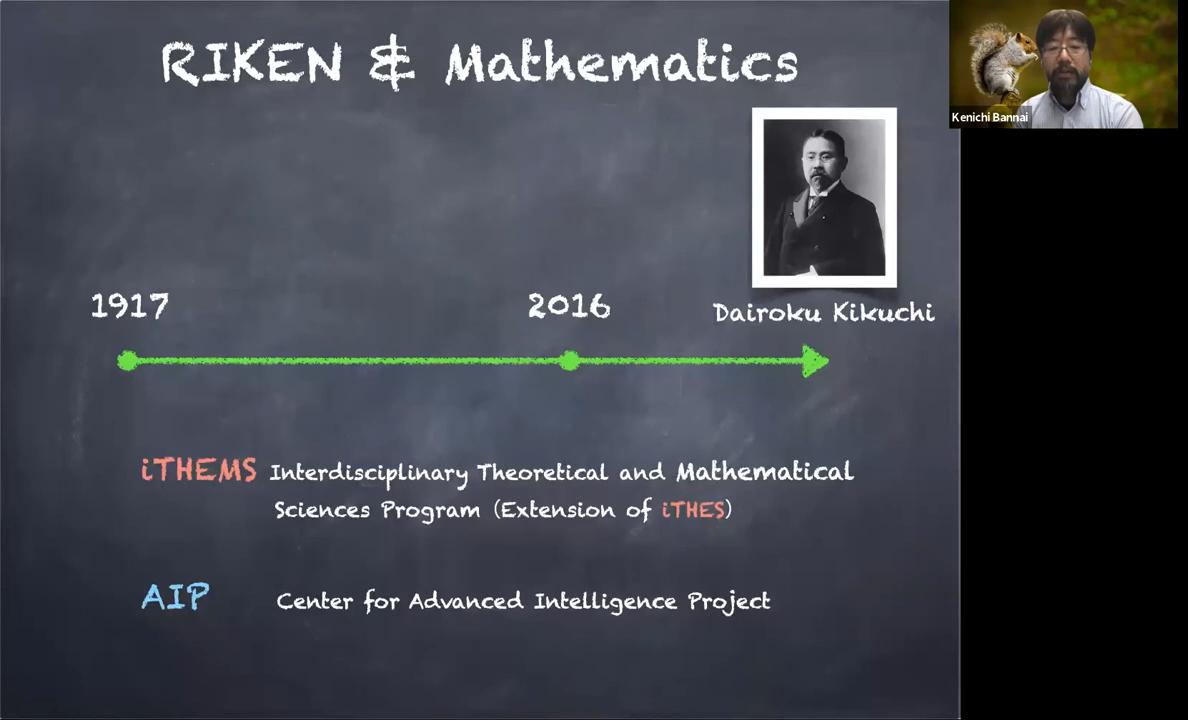 RIKEN & Mathematics
Kenichi Bannai
1917
2016
Dairoku Kikuchi
iTHEMS Interdisciplinary Theoretical and Mathematical
Sciences Program (Extension of iTHES)
AIP Center for Advanced Intelligence Project